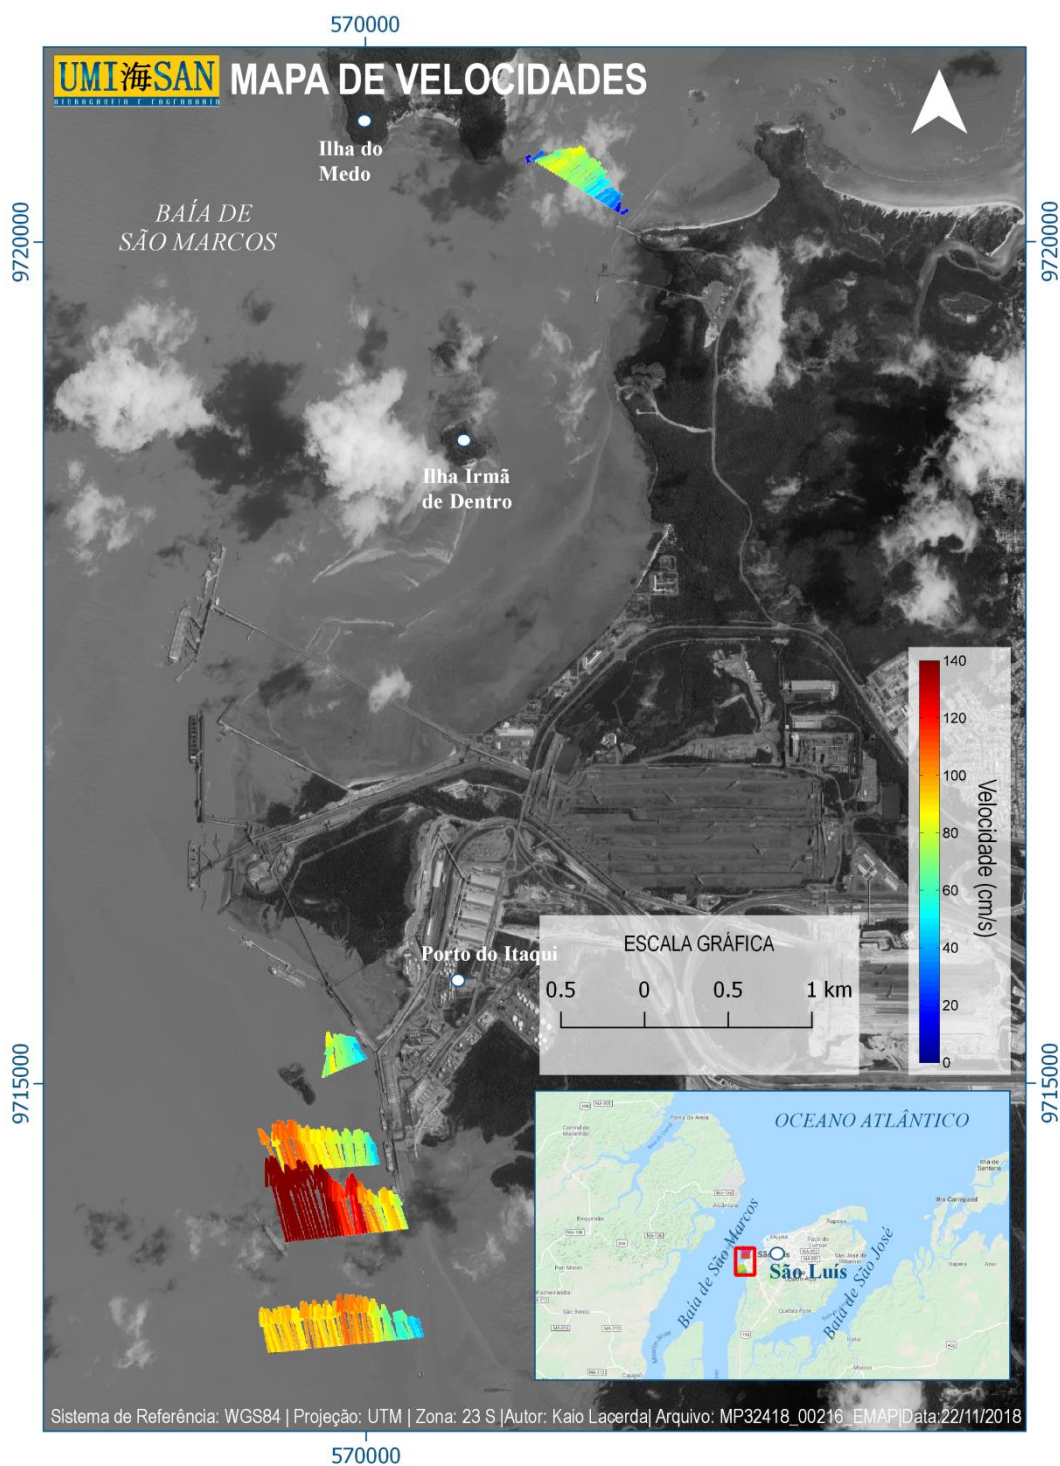 570000
UMI海SAN
HIDROGRAFIA E ENGENHARIA
MAPA DE VELOCIDADES
Ilha do
Medo
BAÍA DE
SÃO MARCOS
9720000
9720000
Ilha Irmã
de Dentro
140
120
100
80
60
40
20
0
Velocidade (cm/s)
Porto do Itaqui
ESCALA GRÁFICA
0.5 0 0.5 1 km
9715000
9715000
OCEANO ATLÂNTICO
Alcântara
Raposa
Baía de São Marcos
São Luís
Baía de São José
Sistema de Referência: WGS84 | Projeção: UTM | Zona: 23 S |Autor: Kaio Lacerda| Arquivo: MP32418_00216_EMAP|Data:22/11/2018
570000